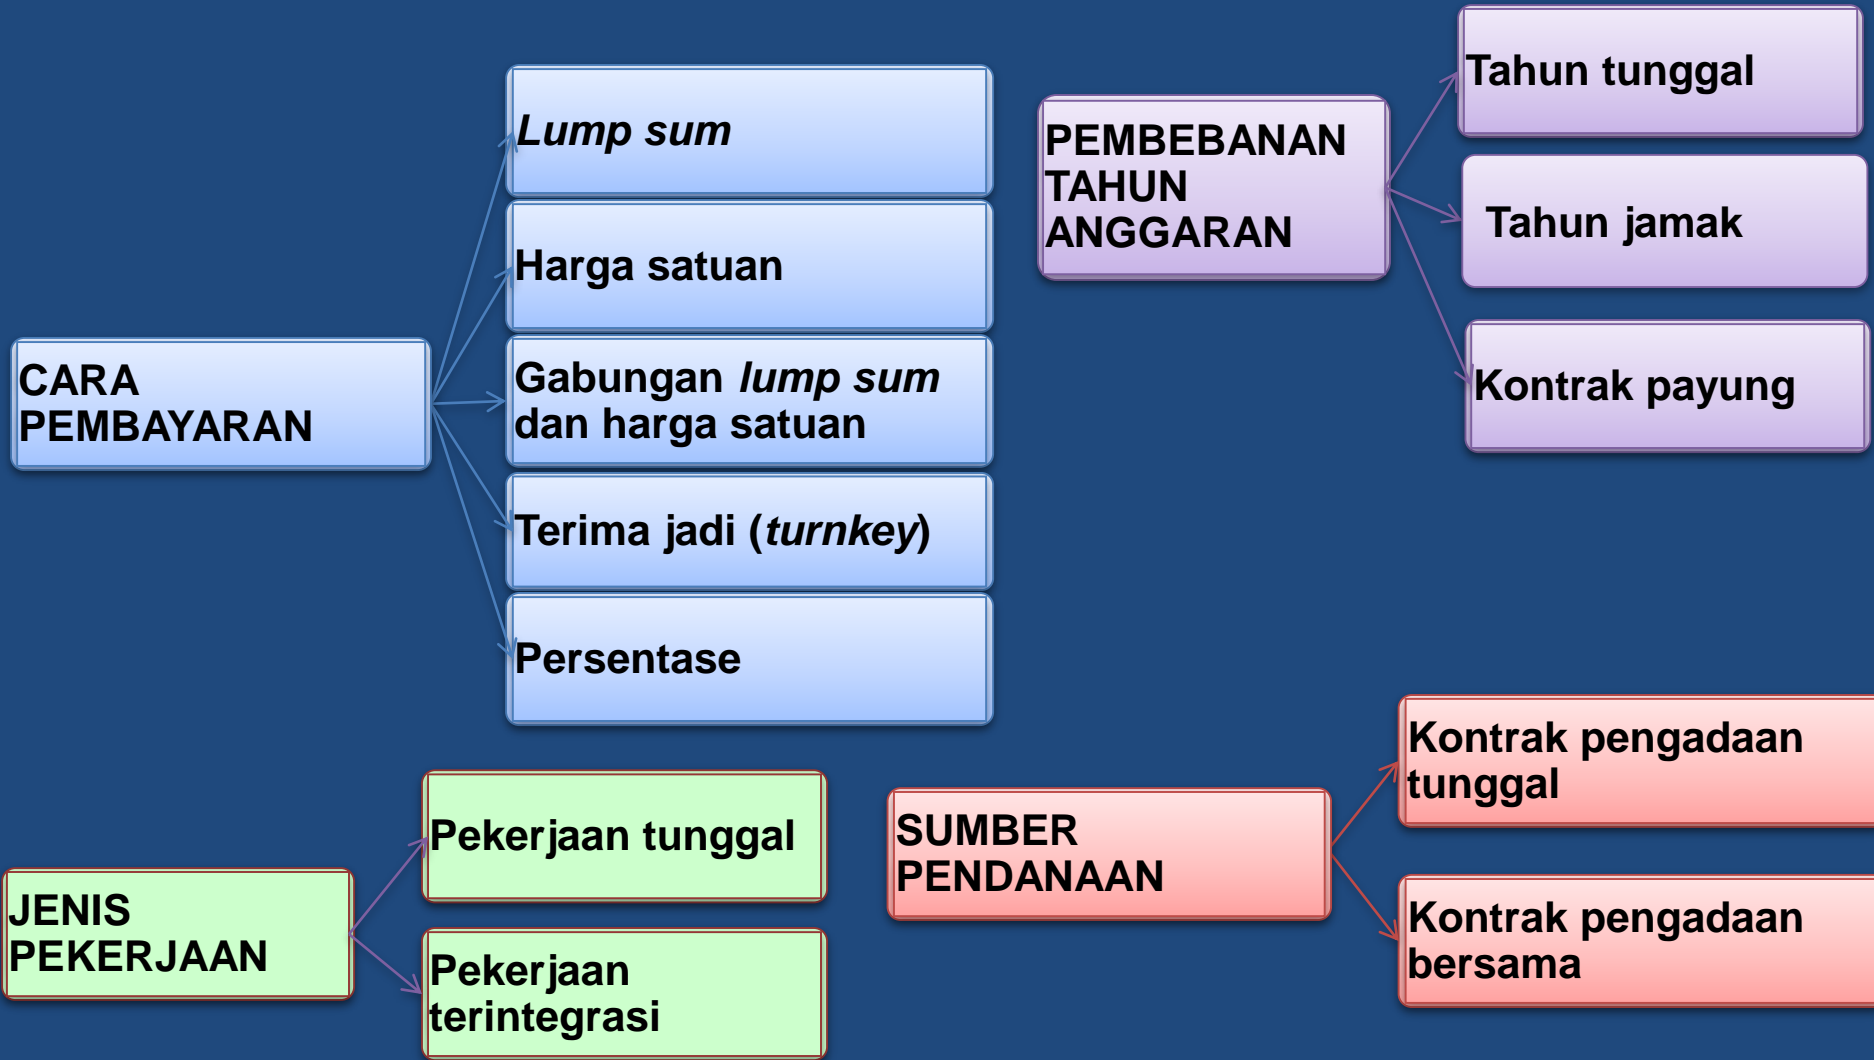 CARA
PEMBAYARAN
Lump sum
Harga satuan
Gabungan lump sum
dan harga satuan
Terima jadi (turnkey)
Persentase
PEMBEBANAN
TAHUN
ANGGARAN
Tahun tunggal
Tahun jamak
Kontrak payung
JENIS
PEKERJAAN
Pekerjaan tunggal
Pekerjaan
terintegrasi
SUMBER
PENDANAAN
Kontrak pengadaan
tunggal
Kontrak pengadaan
bersama